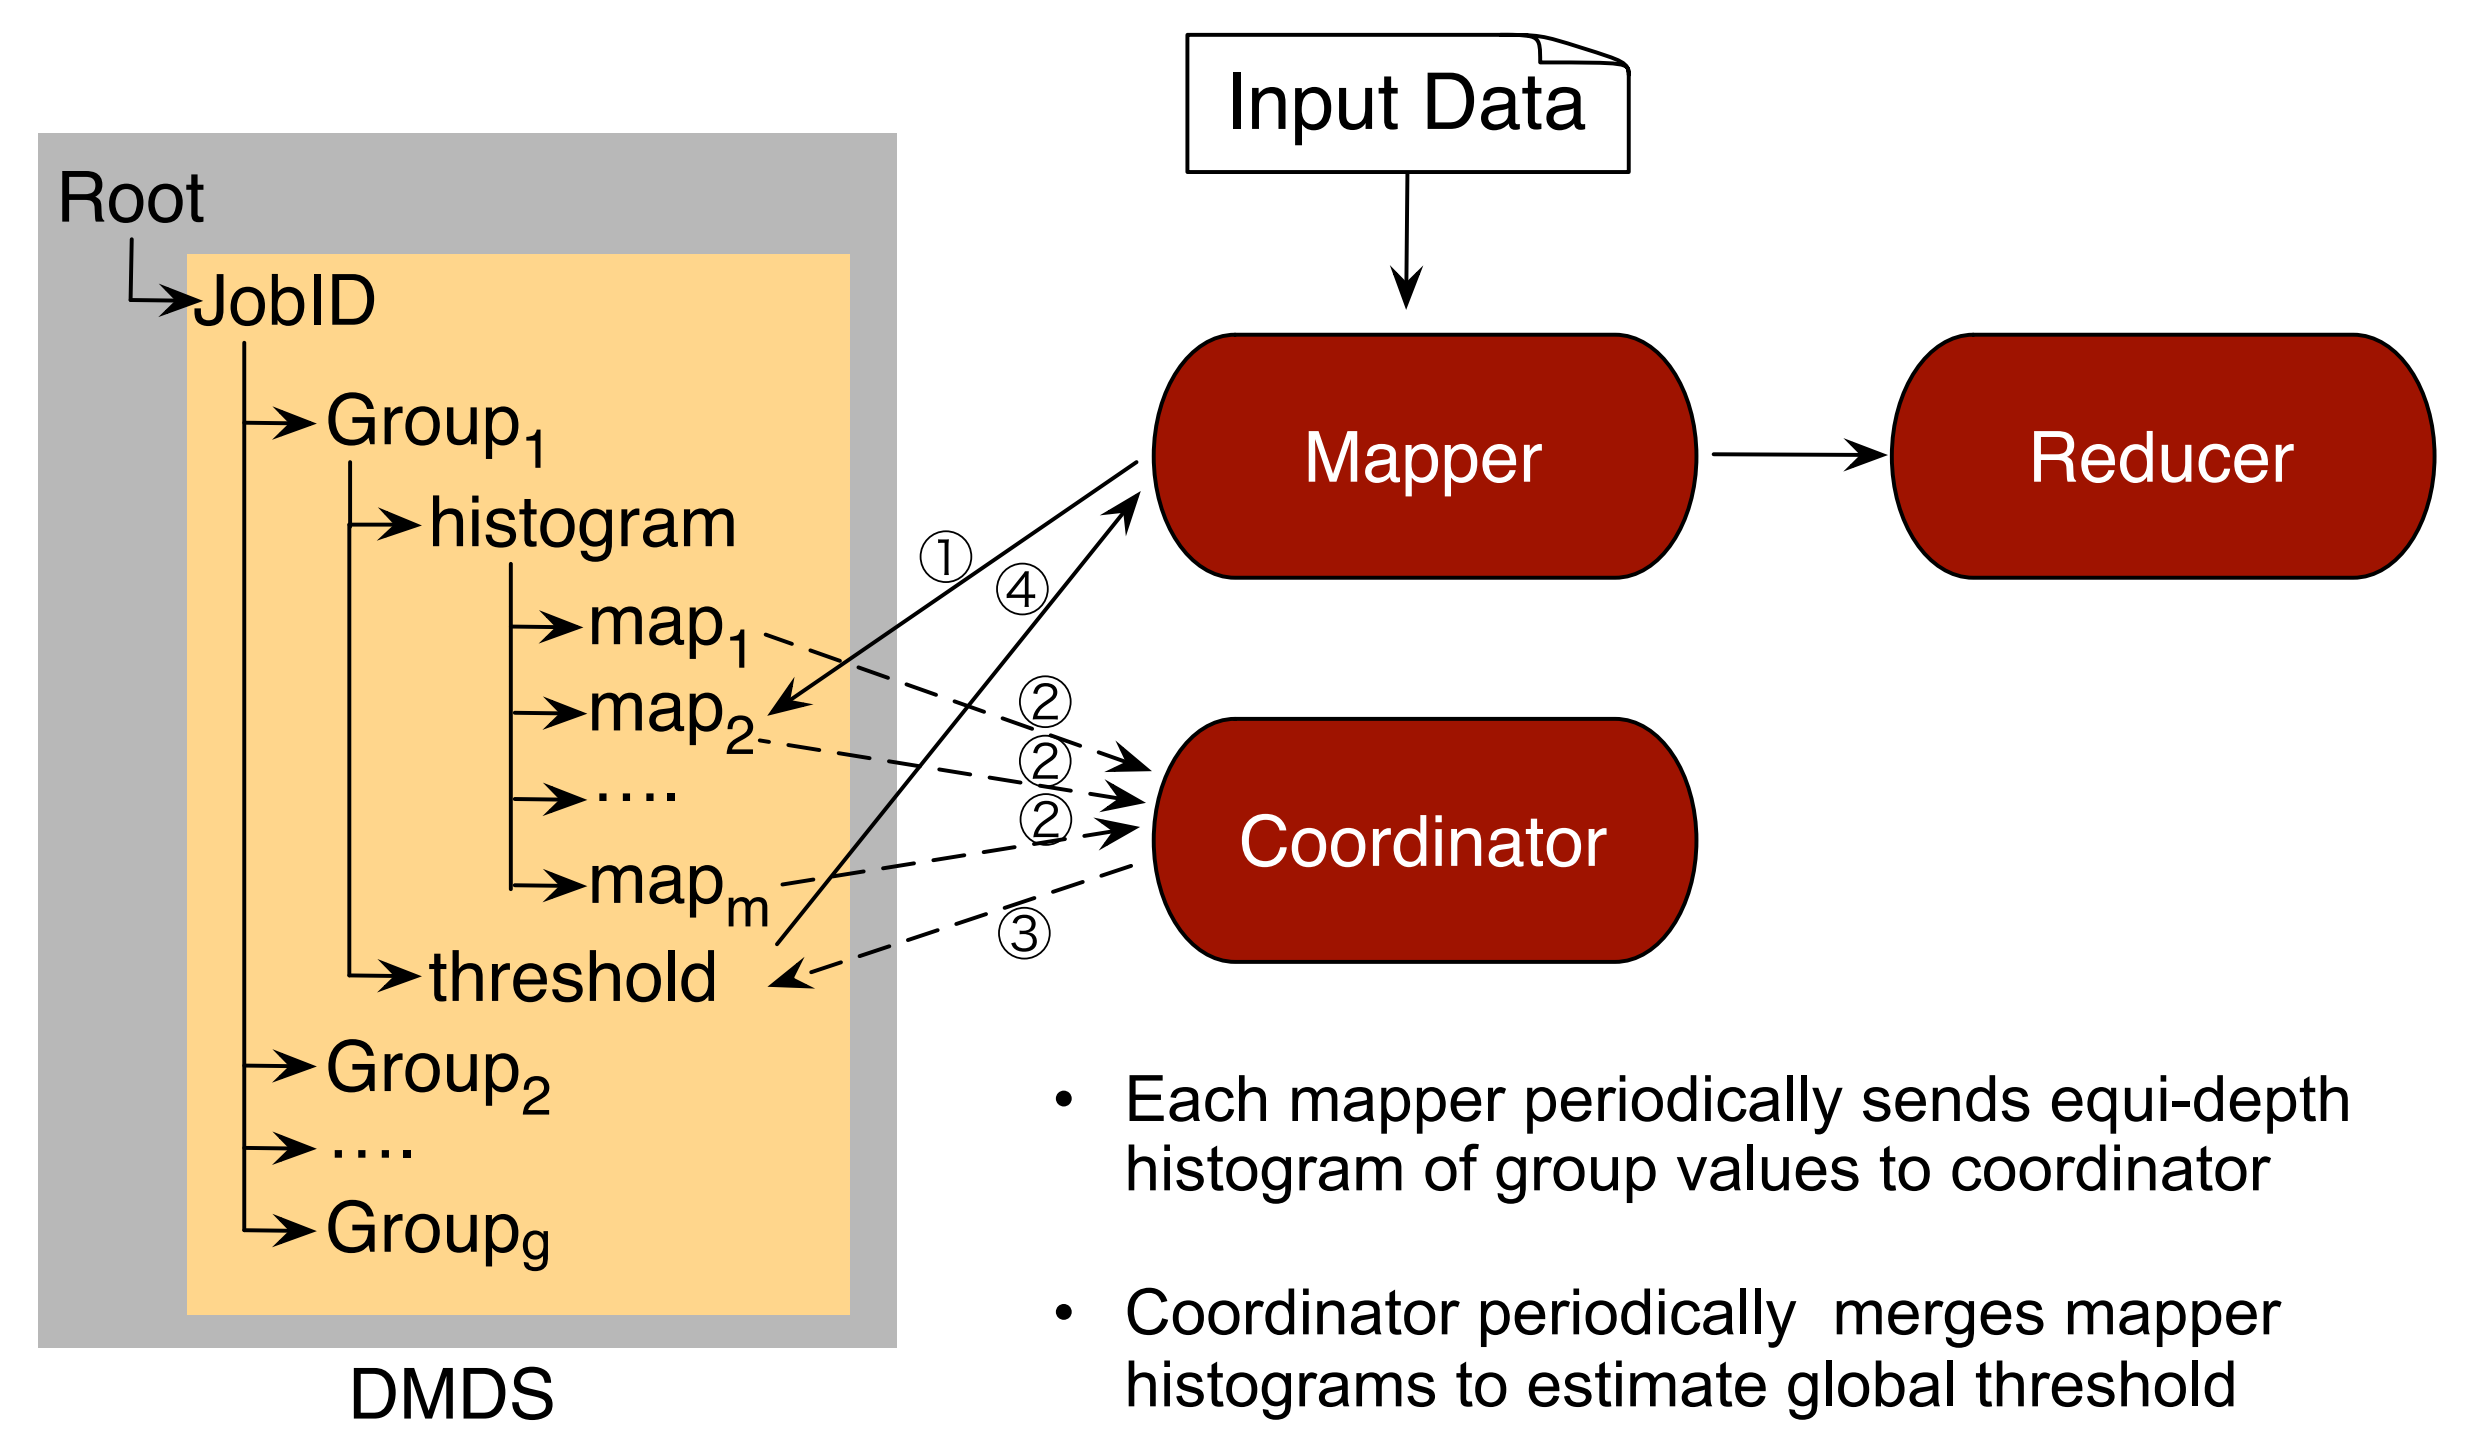 Input Data
Root
JobID
Group1
histogram
map1
map2
....
mapm
threshold
Group2
....
Groupg
DMDS
①
④
②
②
②
③
Mapper
Reducer
Coordinator
• Each mapper periodically sends equi-depth
histogram of group values to coordinator
• Coordinator periodically  merges mapper
histograms to estimate global threshold